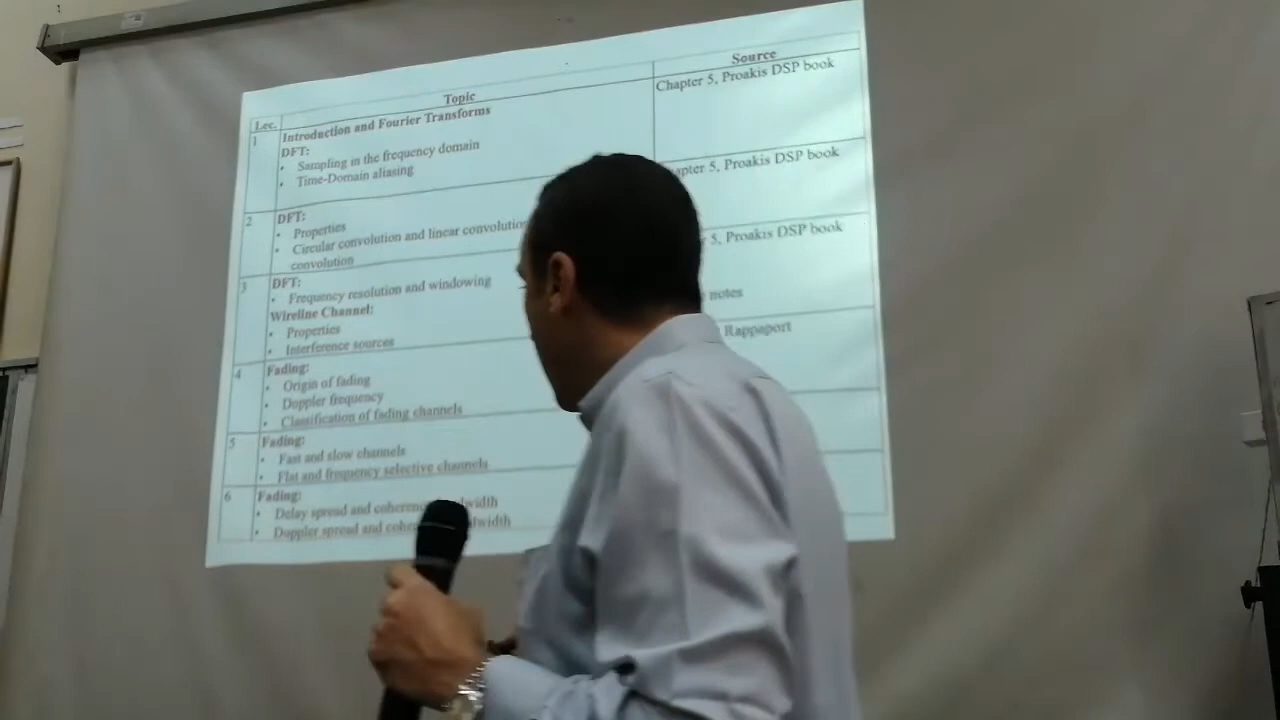 Lec. Topic Source
1 Introduction and Fourier Transforms Chapter 5, Proakis DSP book
DFT:
• Sampling in the frequency domain
• Time-Domain aliasing
2 DFT: apter 5, Proakis DSP book
• Properties
• Circular convolution and linear convolution
convolution
3 DFT: 5, Proakis DSP book
• Frequency resolution and windowing
Wireline Channel: notes
• Properties
• Interference sources
4 Fading: Rappaport
• Origin of fading
• Doppler frequency
• Classification of fading channels
5 Fading:
• Fast and slow channels
• Flat and frequency selective channels
6 Fading:
• Delay spread and coheren width
• Doppler spread and cohe dwidth